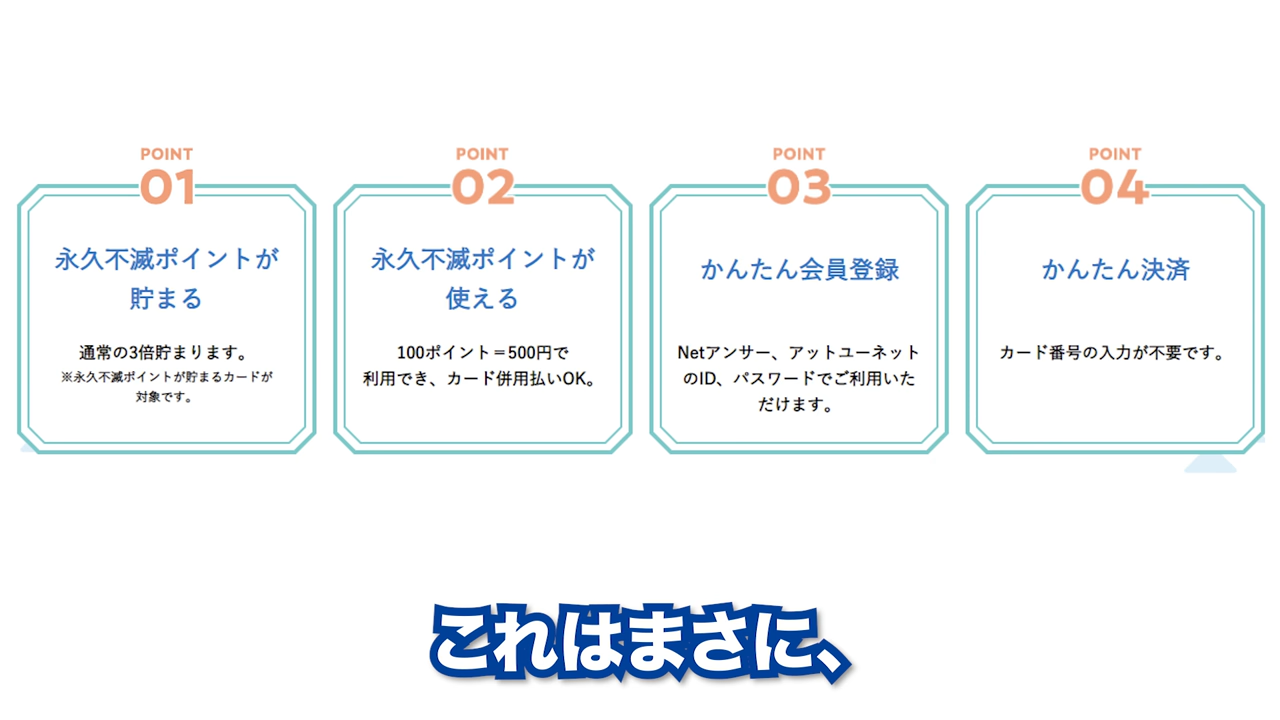 POINT
01
永久不滅ポイントが
貯まる
通常の3倍貯まります。
※永久不滅ポイントが貯まるカードが
対象です。
POINT
02
永久不滅ポイントが
使える
100ポイント＝500円で
利用でき、カード併用払いOK。
POINT
03
かんたん会員登録
Netアンサー、アットユーネット
のID、パスワードでご利用いた
だけます。
POINT
04
かんたん決済
カード番号の入力が不要です。
これはまさに、